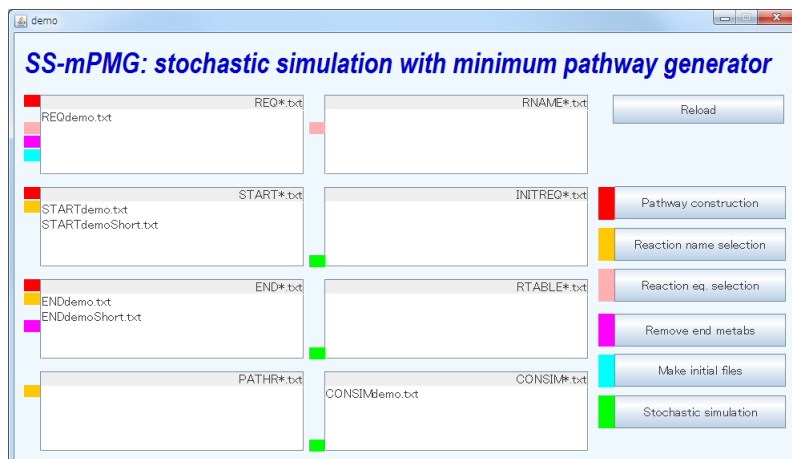 demo
SS-mPMG: stochastic simulation with minimum pathway generator
REQ*.txt
REQdemo.txt
RNAME*.txt
Reload
START*.txt
STARTdemo.txt
STARTdemoShort.txt
INITREQ*.txt
Pathway construction
Reaction name selection
END*.txt
ENDdemo.txt
ENDdemoShort.txt
RTABLE*.txt
Reaction eq. selection
Remove end metabs
PATHR*.txt
CONSIM*.txt
CONSIMdemo.txt
Make initial files
Stochastic simulation